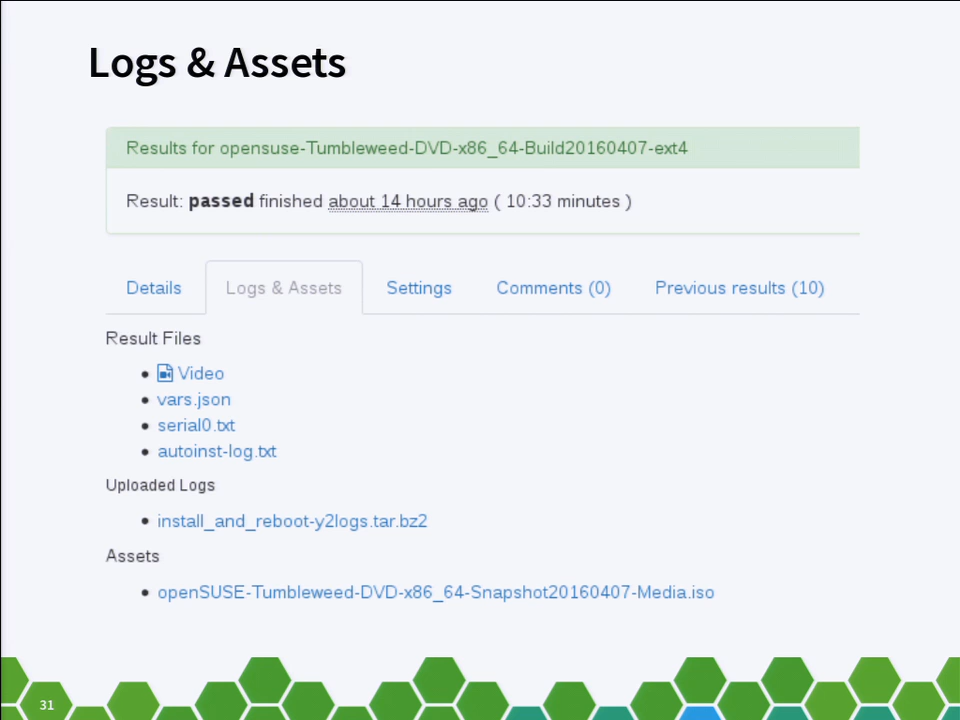 Logs & Assets
Results for opensuse-Tumbleweed-DVD-x86_64-Build20160407-ext4
Result: passed finished about 14 hours ago ( 10:33 minutes )
Details Logs & Assets Settings Comments (0) Previous results (10)
Result Files
Video
vars.json
serial0.txt
autoinst-log.txt
Uploaded Logs
install_and_reboot-y2logs.tar.bz2
Assets
openSUSE-Tumbleweed-DVD-x86_64-Snapshot20160407-Media.iso
31